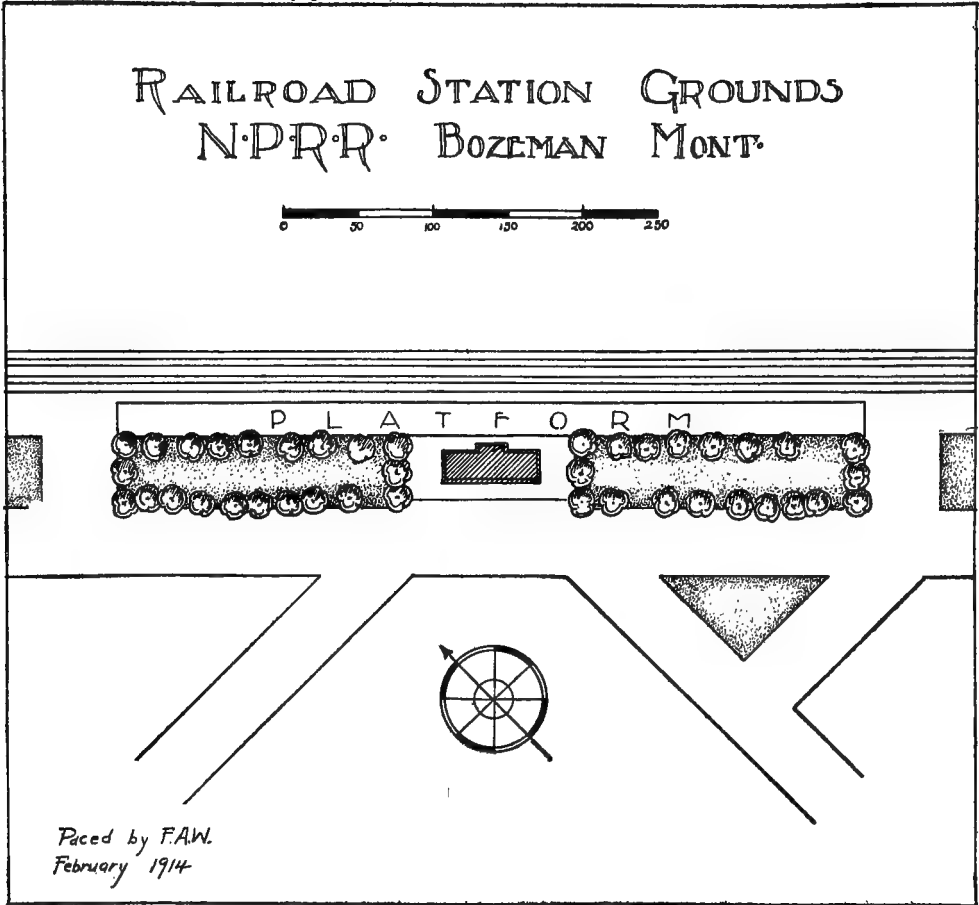 RAILROAD STATION GROUNDS
N·P·R·R· BOZEMAN MONT·
0 50 100 150 200 250
PLATFORM
Paced by F.A.W.
February 1914